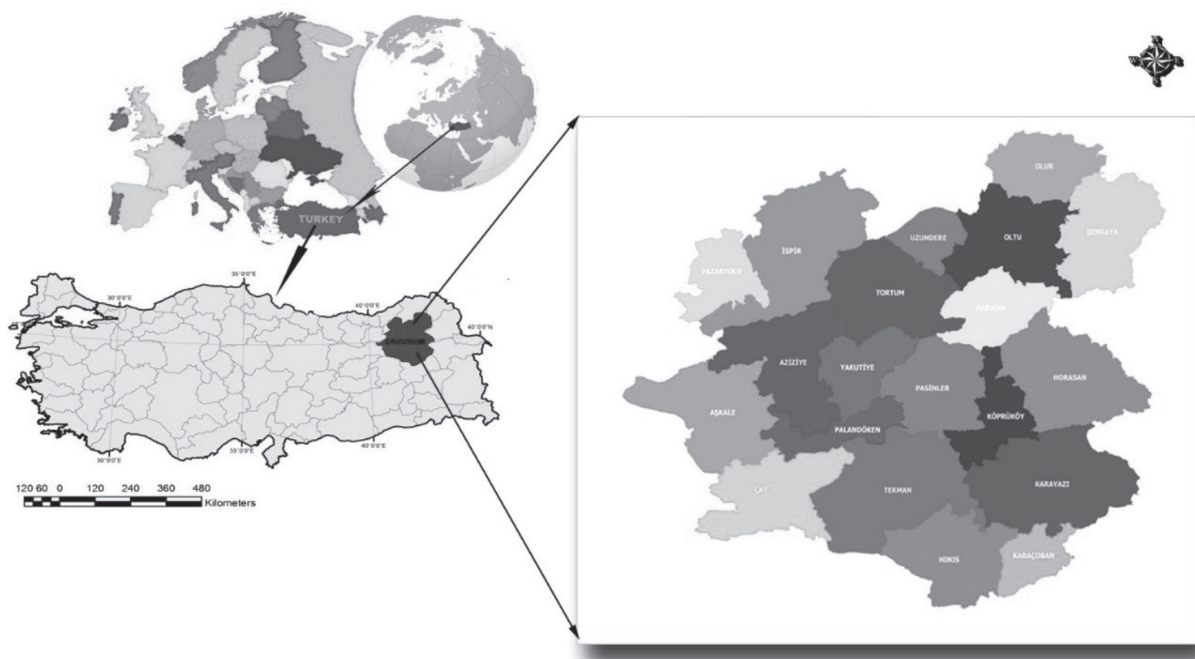 TURKEY
35°0'0"E
30°0'0"E
40°0'0"E
40°0'0"N
ERZURUM
30°0'0"E
35°0'0"E
40°0'0"E
120 60 0 120 240 360 480
Kilometers
OLUR
UZUNDERE
OLTU
ŞENKAYA
İSPİR
PAZARYOLU
TORTUM
NARMAN
AZİZİYE
YAKUTİYE
PASİNLER
HORASAN
AŞKALE
KÖPRÜKÖY
PALANDÖKEN
ÇAT
TEKMAN
KARAYAZI
HINIS
KARAÇOBAN